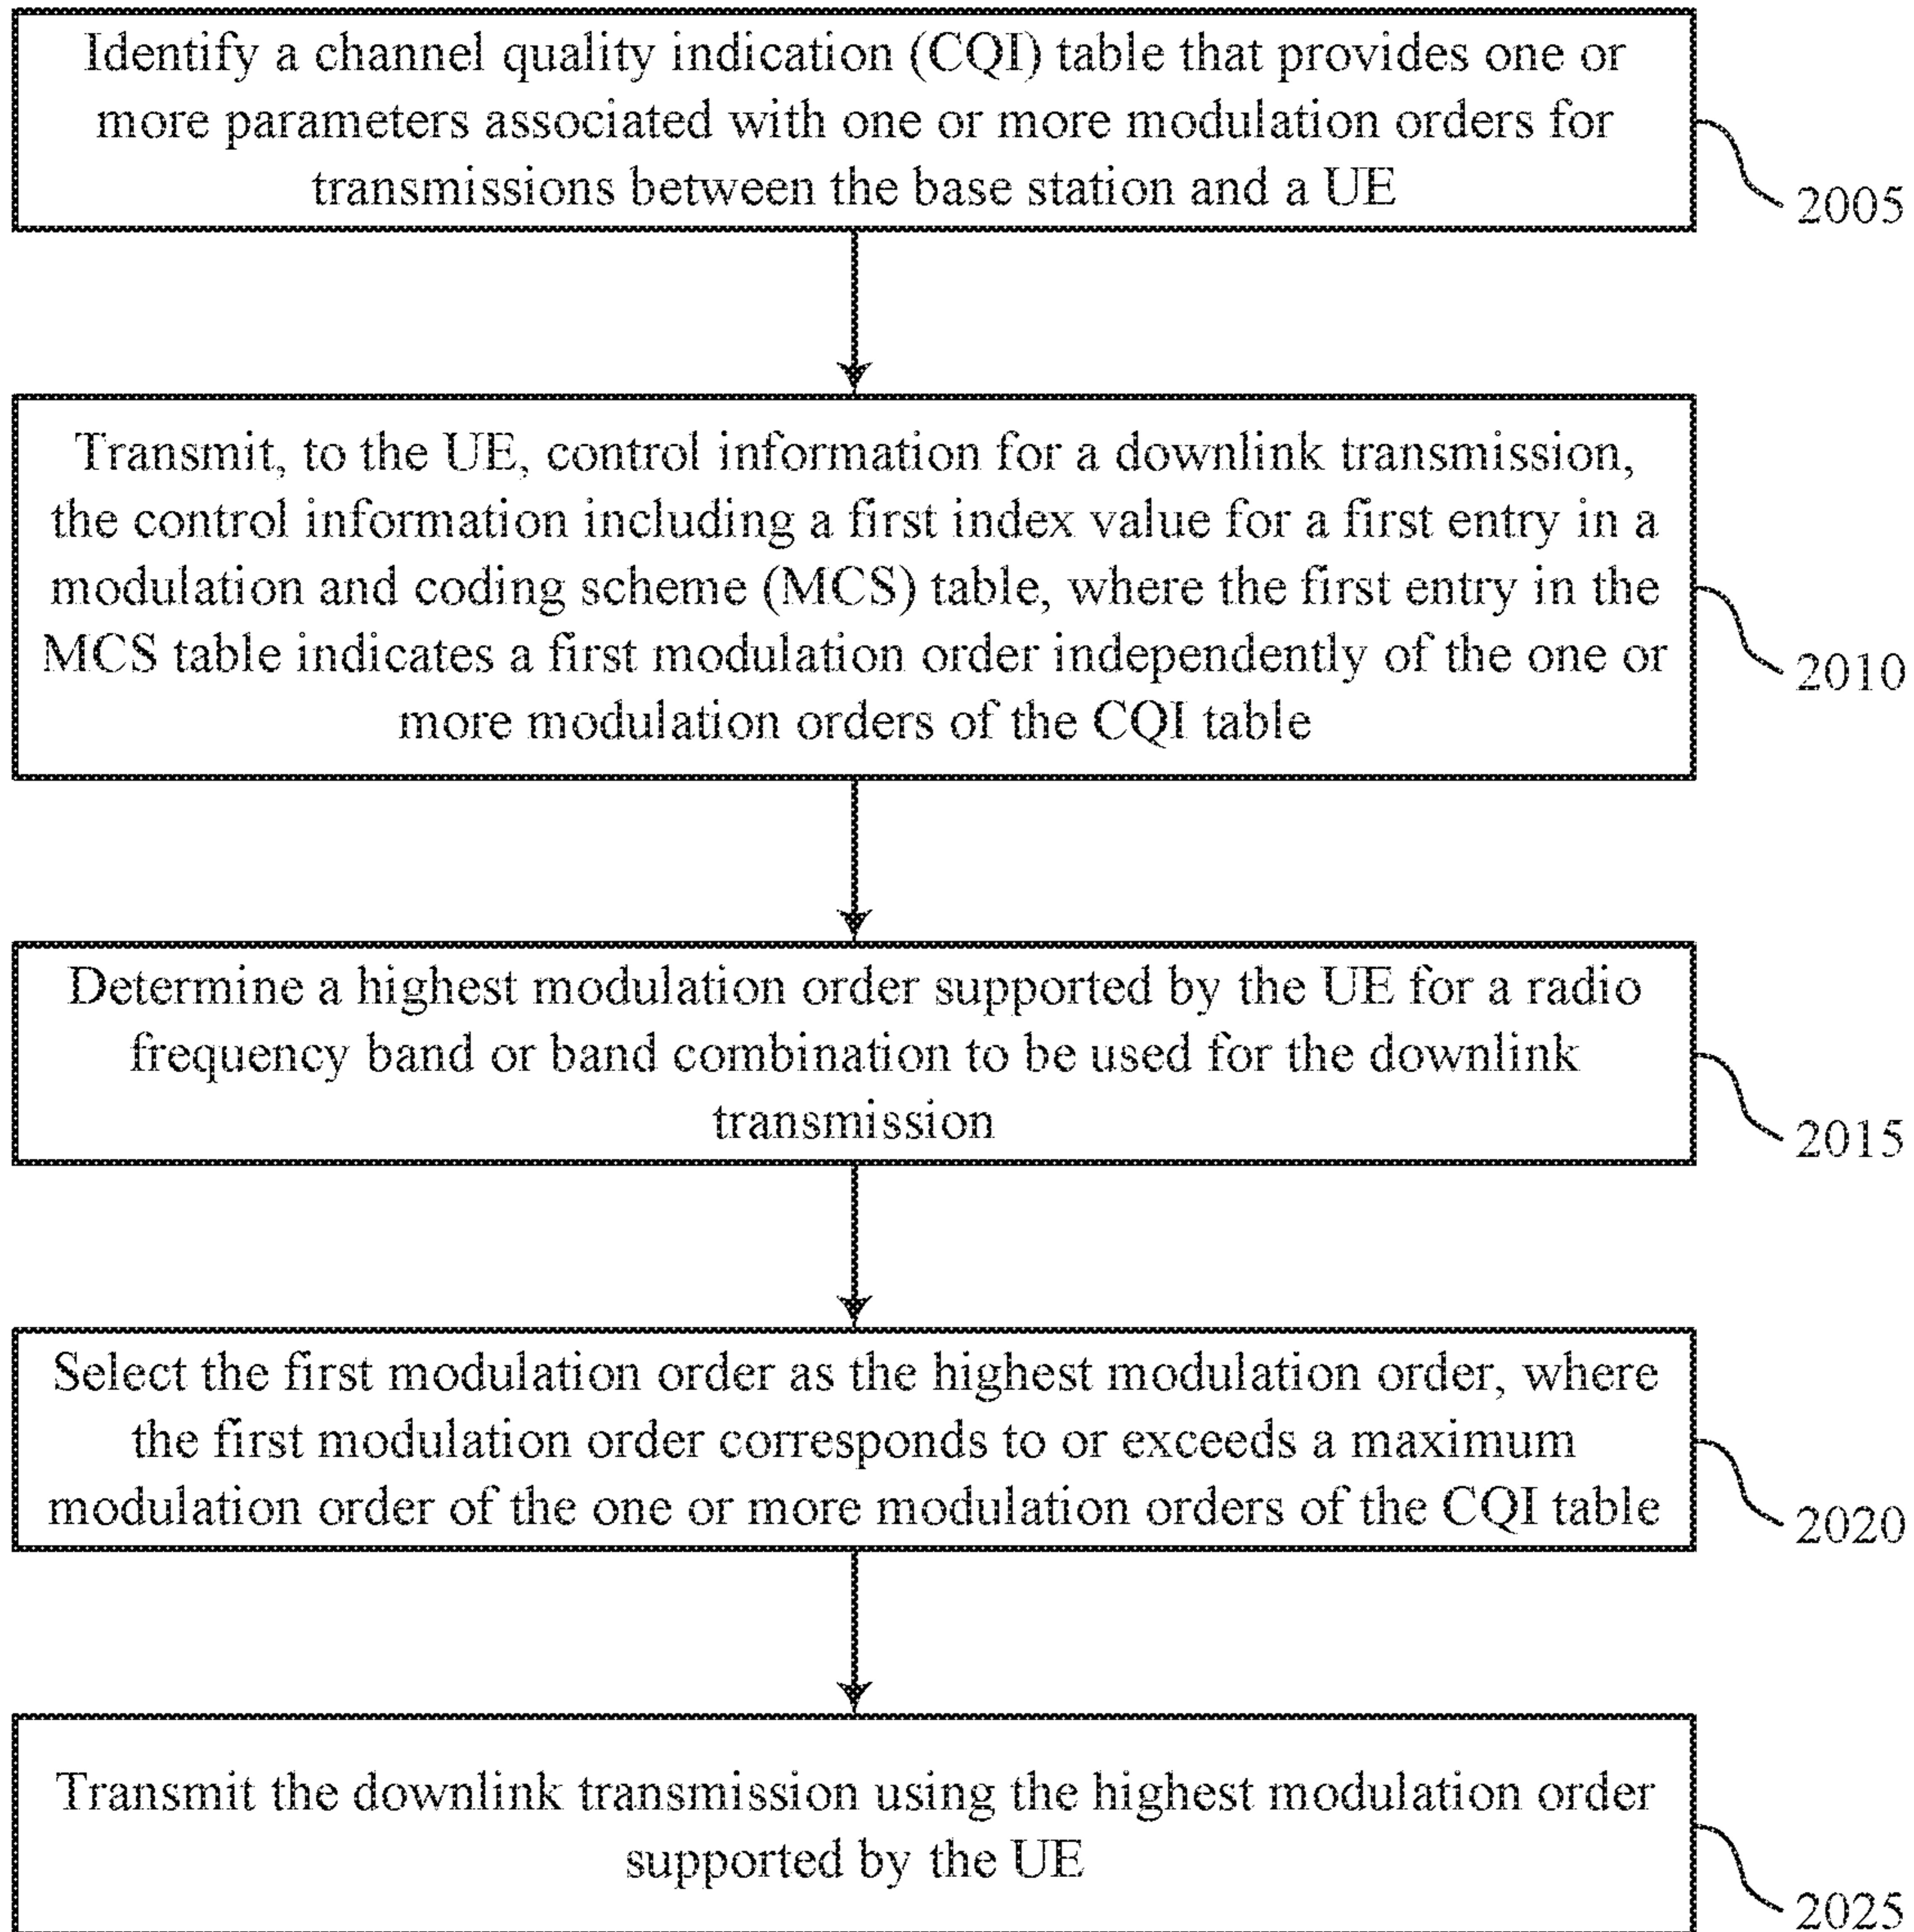 Identify a channel quality indication (CQI) table that provides one or
more parameters associated with one or more modulation orders for
transmissions between the base station and a UE
2005
Transmit, to the UE, control information for a downlink transmission,
the control information including a first index value for a first entry in a
modulation and coding scheme (MCS) table, where the first entry in the
MCS table indicates a first modulation order independently of the one or
more modulation orders of the CQI table
2010
Determine a highest modulation order supported by the UE for a radio
frequency band or band combination to be used for the downlink
transmission
2015
Select the first modulation order as the highest modulation order, where
the first modulation order corresponds to or exceeds a maximum
modulation order of the one or more modulation orders of the CQI table
2020
Transmit the downlink transmission using the highest modulation order
supported by the UE
2025